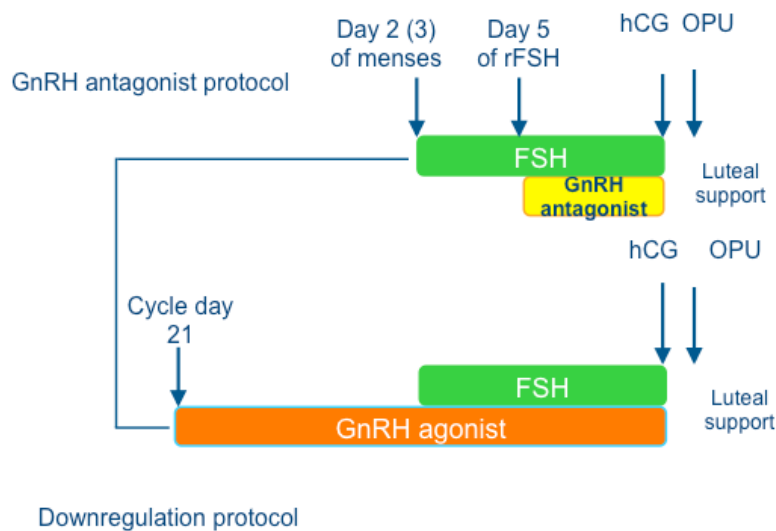 Day 2 (3)
of menses
Day 5
of rFSH
hCG OPU
GnRH antagonist protocol
FSH
GnRH
antagonist
Luteal
support
hCG OPU
Cycle day
21
FSH
GnRH agonist
Luteal
support
Downregulation protocol